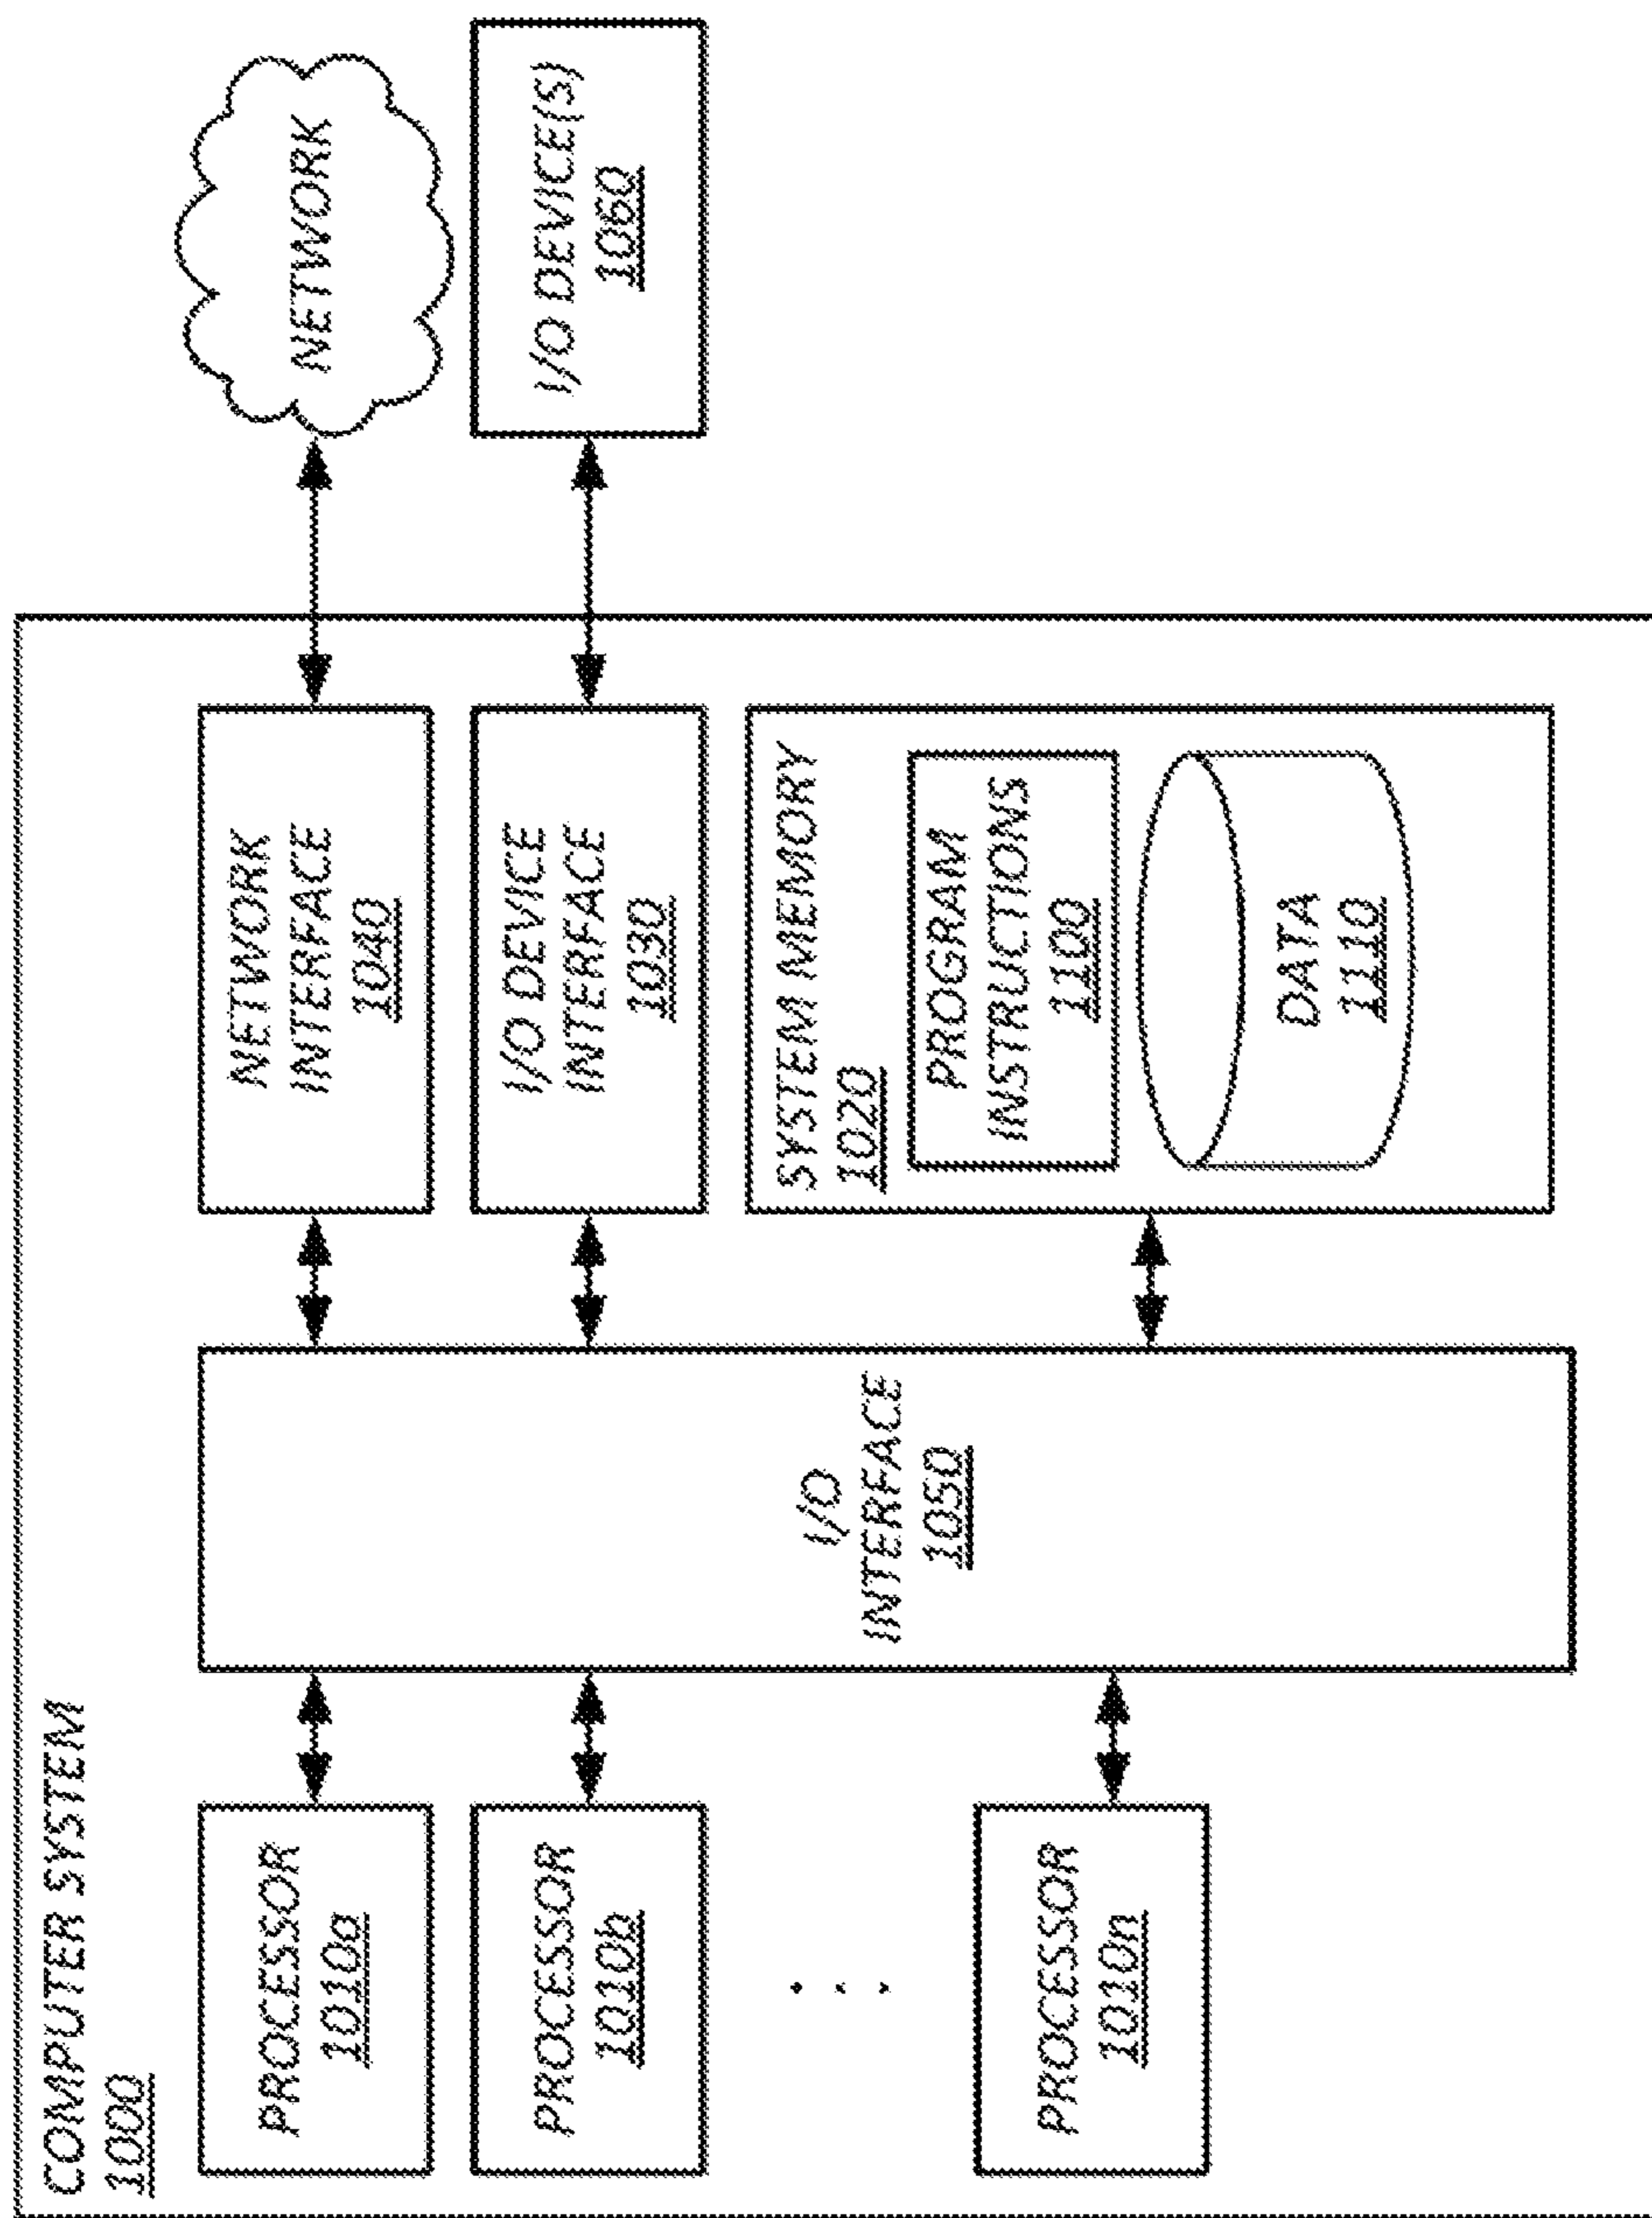 COMPUTER SYSTEM
1000
PROCESSOR
1010a
PROCESSOR
1010b
. . .
PROCESSOR
1010n
I/O
INTERFACE
1050
NETWORK
INTERFACE
1040
I/O DEVICE
INTERFACE
1030
SYSTEM MEMORY
1020
PROGRAM
INSTRUCTIONS
1100
DATA
1110
NETWORK
I/O DEVICE(S)
1060